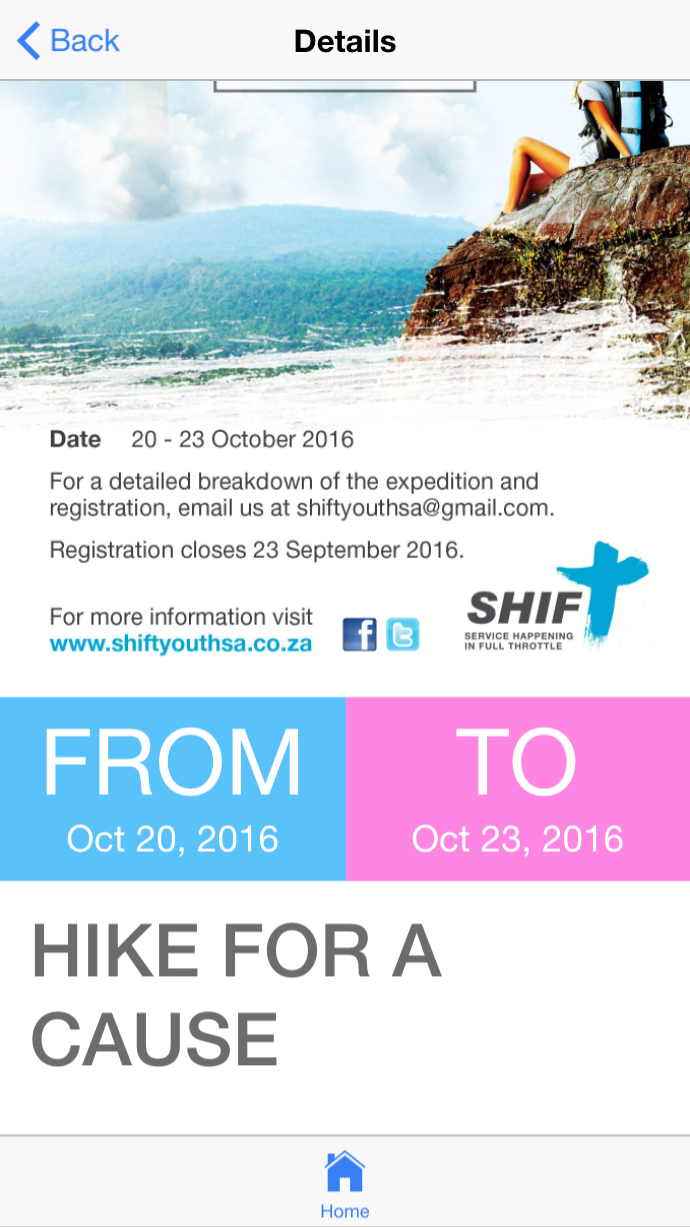 Back
Details
Date 20 - 23 October 2016
For a detailed breakdown of the expedition and
registration, email us at shiftyouthsa@gmail.com.
Registration closes 23 September 2016.
For more information visit
www.shiftyouthsa.co.za
SHIFT
SERVICE HAPPENING
IN FULL THROTTLE
FROM
Oct 20, 2016
TO
Oct 23, 2016
HIKE FOR A
CAUSE
Home